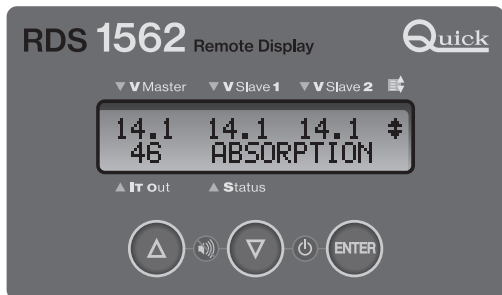 RDS 1562 Remote Display
Quick
▼ V Master ▼ V Slave 1 ▼ V Slave 2
14.1 14.1 14.1
46 ABSORPTION
▲ IT Out ▲ Status
ENTER